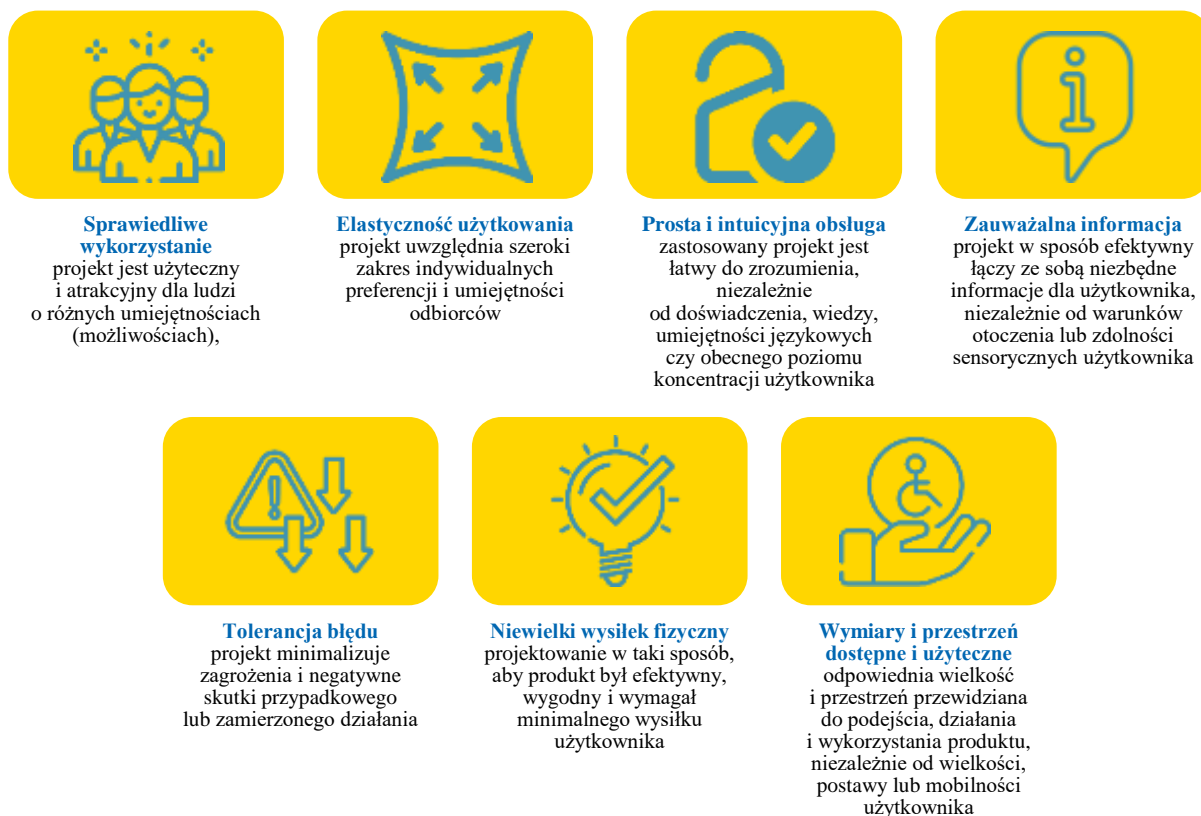 Sprawiedliwe
wykorzystanie
projekt jest użyteczny
i atrakcyjny dla ludzi
o różnych umiejętnościach
(możliwościach),
Elastyczność użytkowania
projekt uwzględnia szeroki
zakres indywidualnych
preferencji i umiejętności
odbiorców
Prosta i intuicyjna obsługa
zastosowany projekt jest
łatwy do zrozumienia,
niezależnie
od doświadczenia, wiedzy,
umiejętności językowych
czy obecnego poziomu
koncentracji użytkownika
Zauważalna informacja
projekt w sposób efektywny
łączy ze sobą niezbędne
informacje dla użytkownika,
niezależnie od warunków
otoczenia lub zdolności
sensorycznych użytkownika
Tolerancja błędu
projekt minimalizuje
zagrożenia i negatywne
skutki przypadkowego
lub zamierzonego działania
Niewielki wysiłek fizyczny
projektowanie w taki sposób,
aby produkt był efektywny,
wygodny i wymagał
minimalnego wysiłku
użytkownika
Wymiary i przestrzeń
dostępne i użyteczne
odpowiednia wielkość
i przestrzeń przewidziana
do podejścia, działania
i wykorzystania produktu,
niezależnie od wielkości,
postawy lub mobilności
użytkownika